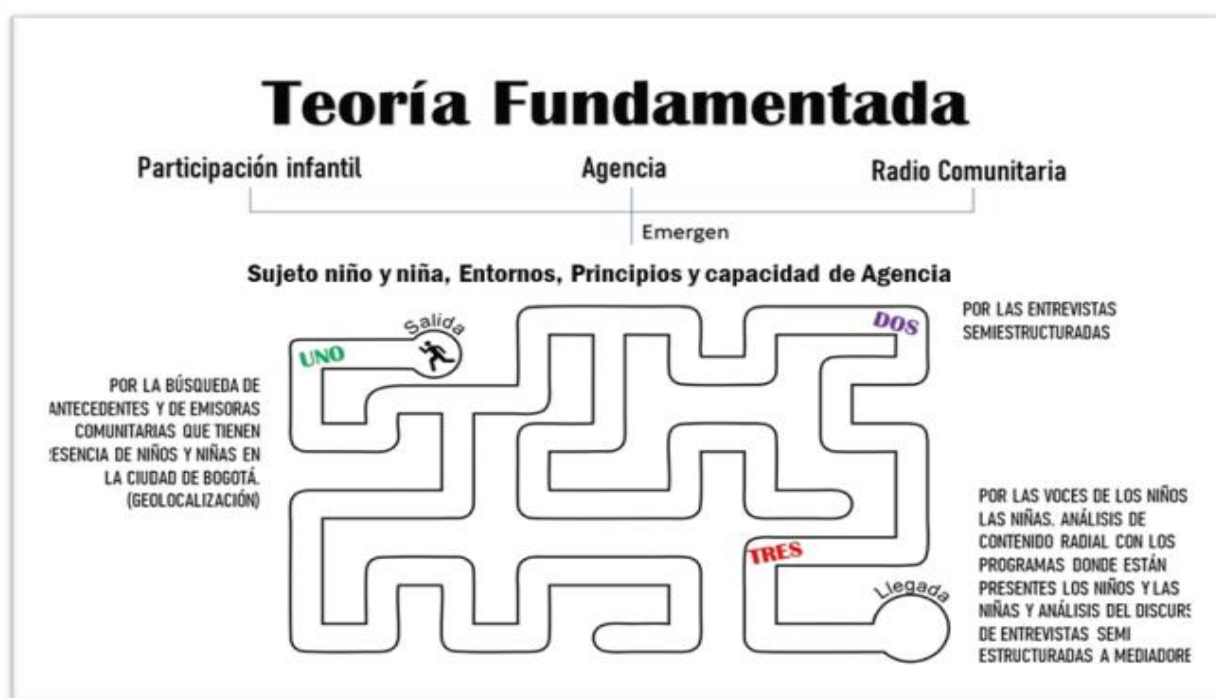 Teoría Fundamentada
Participación infantil
Agencia
Radio Comunitaria
Emergen
Sujeto niño y niña, Entornos, Principios y capacidad de Agencia
Salida
UNO
POR LA BÚSQUEDA DE
ANTECEDENTES Y DE EMISORAS
COMUNITARIAS QUE TIENEN
ESENCIA DE NIÑOS Y NIÑAS EN
LA CIUDAD DE BOGOTÁ.
(GEOLOCALIZACIÓN)
DOS
POR LAS ENTREVISTAS
SEMIESTRUCTURADAS
TRES
Llegada
POR LAS VOCES DE LOS NIÑOS
LAS NIÑAS. ANÁLISIS DE
CONTENIDO RADIAL CON LOS
PROGRAMAS DONDE ESTÁN
PRESENTES LOS NIÑOS Y LAS
NIÑAS Y ANÁLISIS DEL DISCURS
DE ENTREVISTAS SEMI
ESTRUCTURADAS A MEDIADORE